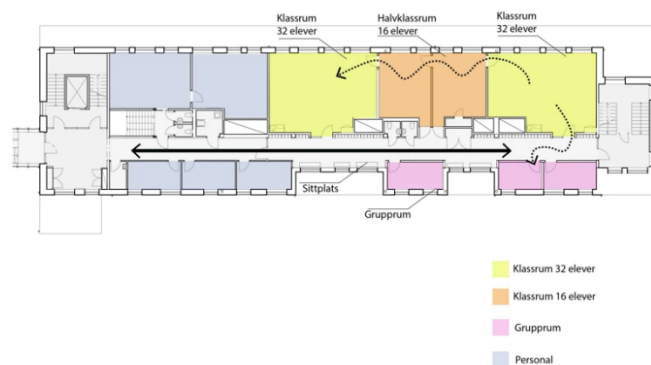 Klassrum
32 elever
Halvklassrum
16 elever
Klassrum
32 elever
Sittplats
Grupprum
Klassrum 32 elever
Klassrum 16 elever
Grupprum
Personal